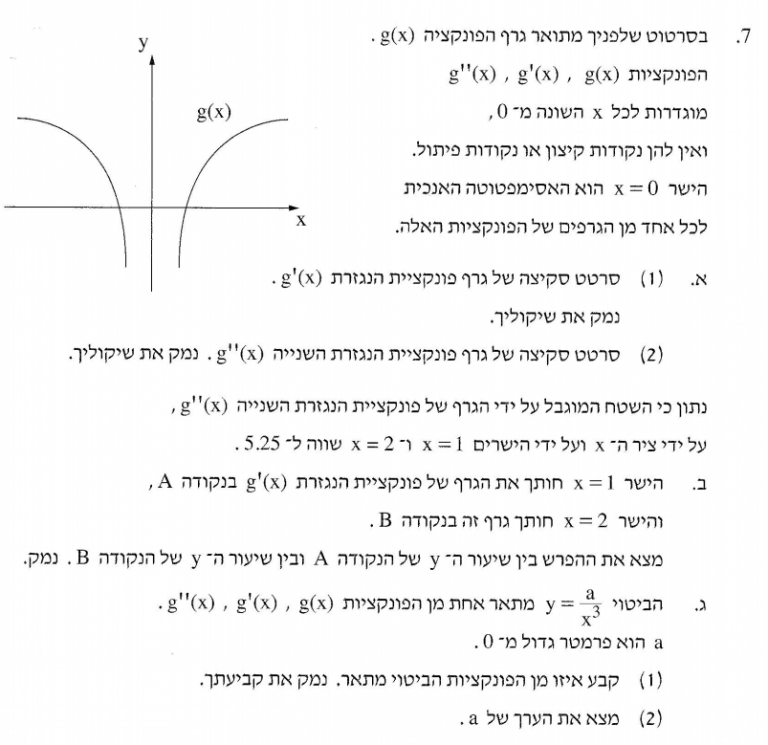 7. בסרטוט שלפניך מתואר גרף הפונקציה g(x) .
הפונקציות g(x) , g'(x) , g''(x)
מוגדרות לכל x השונה מ־ 0 ,
ואין להן נקודות קיצון או נקודות פיתול.
הישר x = 0 הוא האסימפטוטה האנכית
לכל אחד מן הגרפים של הפונקציות האלה.
y
g(x)
x
א. (1) סרטט סקיצה של גרף פונקציית הנגזרת g'(x) .
נמק את שיקוליך.
(2) סרטט סקיצה של גרף פונקציית הנגזרת השנייה g''(x) . נמק את שיקוליך.
נתון כי השטח המוגבל על ידי הגרף של פונקציית הנגזרת השנייה g''(x) ,
על ידי ציר ה־ x ועל ידי הישרים x = 1 ו־ x = 2 שווה ל־ 5.25 .
ב. הישר x = 1 חותך את הגרף של פונקציית הנגזרת g'(x) בנקודה A ,
והישר x = 2 חותך גרף זה בנקודה B .
מצא את ההפרש בין שיעור ה־ y של הנקודה A ובין שיעור ה־ y של הנקודה B . נמק.
ג. הביטוי y = a/x³ מתאר אחת מן הפונקציות g(x) , g'(x) , g''(x) .
a הוא פרמטר גדול מ־ 0 .
(1) קבע איזו מן הפונקציות הביטוי מתאר. נמק את קביעתך.
(2) מצא את הערך של a .